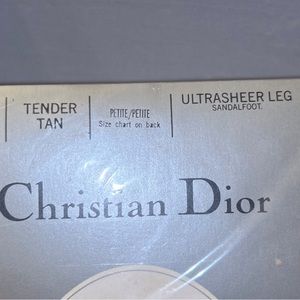 TENDER
TAN
PETITE/PETITE
Size chart on back
ULTRASHEER LEG
SANDALFOOT.
Christian Dior